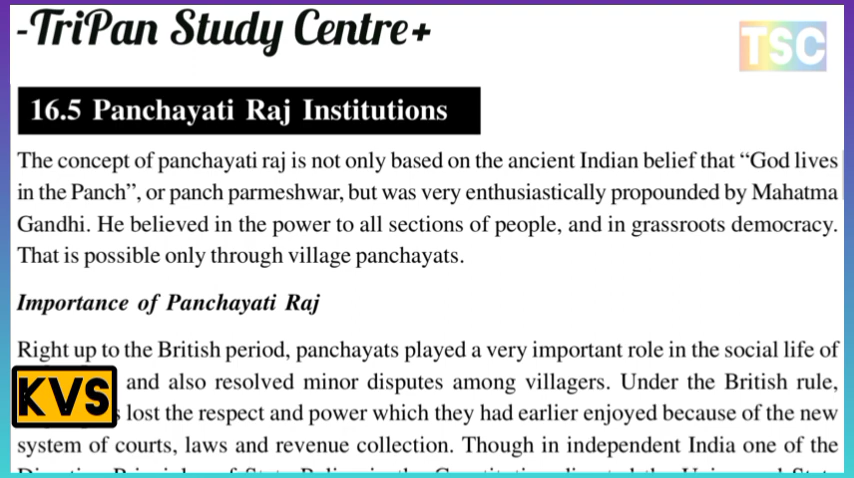 -TriPan Study Centre+
TSC
16.5 Panchayati Raj Institutions
The concept of panchayati raj is not only based on the ancient Indian belief that “God lives
in the Panch”, or panch parmeshwar, but was very enthusiastically propounded by Mahatma
Gandhi. He believed in the power to all sections of people, and in grassroots democracy.
That is possible only through village panchayats.
Importance of Panchayati Raj
Right up to the British period, panchayats played a very important role in the social life of
KVS and also resolved minor disputes among villagers. Under the British rule,
lost the respect and power which they had earlier enjoyed because of the new
system of courts, laws and revenue collection. Though in independent India one of the